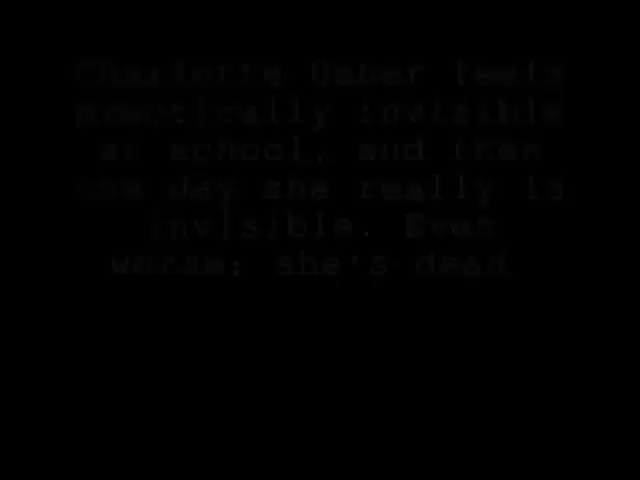 Charlotte Usher feels
practically invisible
at school, and then
one day she really is
invisible. Even
worse: she's dead